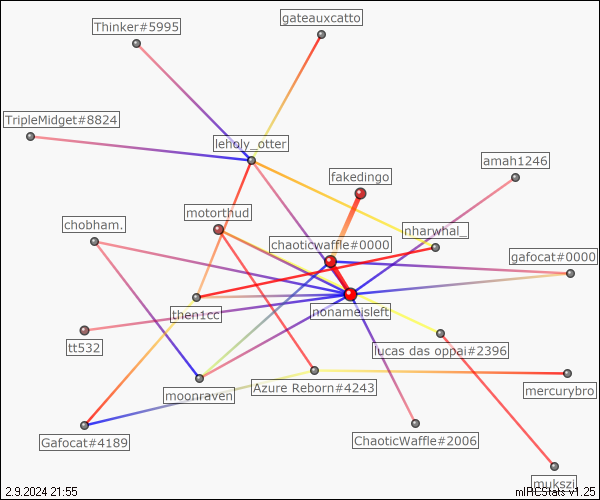 gateauxcatto
Thinker#5995
TripleMidget#8824
leholy_otter
amah1246
fakedingo
motorthud
chobham.
nharwhal_
chaoticwaffle#0000
gafocat#0000
then1cc
nonameisleft
tt532
lucas das oppai#2396
moonraven
Azure Reborn#4243
mercurybro
Gafocat#4189
ChaoticWaffle#2006
mukszi
2.9.2024 21:55
mIRCStats v1.25